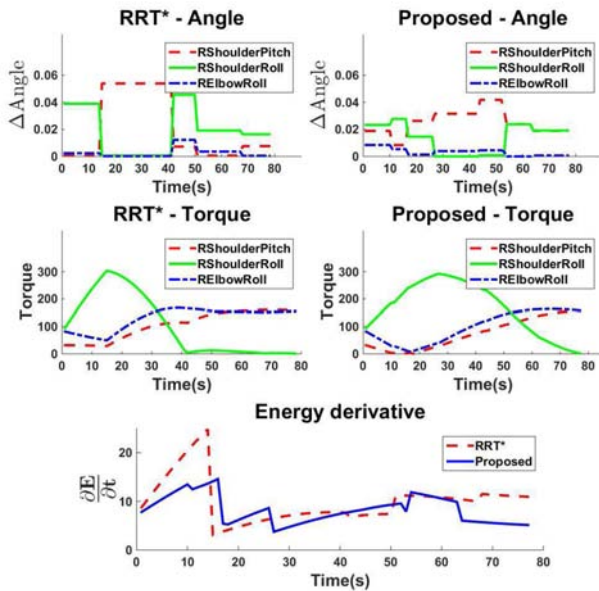 RRT* - Angle
Δ Angle
0.06
0.04
0.02
0
RShoulderPitch
RShoulderRoll
RElbowRoll
0 10 20 30 40 50 60 70 80
Time(s)
Proposed - Angle
Δ Angle
0.06
0.04
0.02
0
RShoulderPitch
RShoulderRoll
RElbowRoll
0 10 20 30 40 50 60 70 80
Time(s)
RRT* - Torque
Torque
300
200
100
0
RShoulderPitch
RShoulderRoll
RElbowRoll
0 10 20 30 40 50 60 70 80
Time(s)
Proposed - Torque
Torque
300
200
100
0
RShoulderPitch
RShoulderRoll
RElbowRoll
0 10 20 30 40 50 60 70 80
Time(s)
Energy derivative
∂E/∂t
20
10
0
RRT*
Proposed
0 10 20 30 40 50 60 70 80
Time(s)